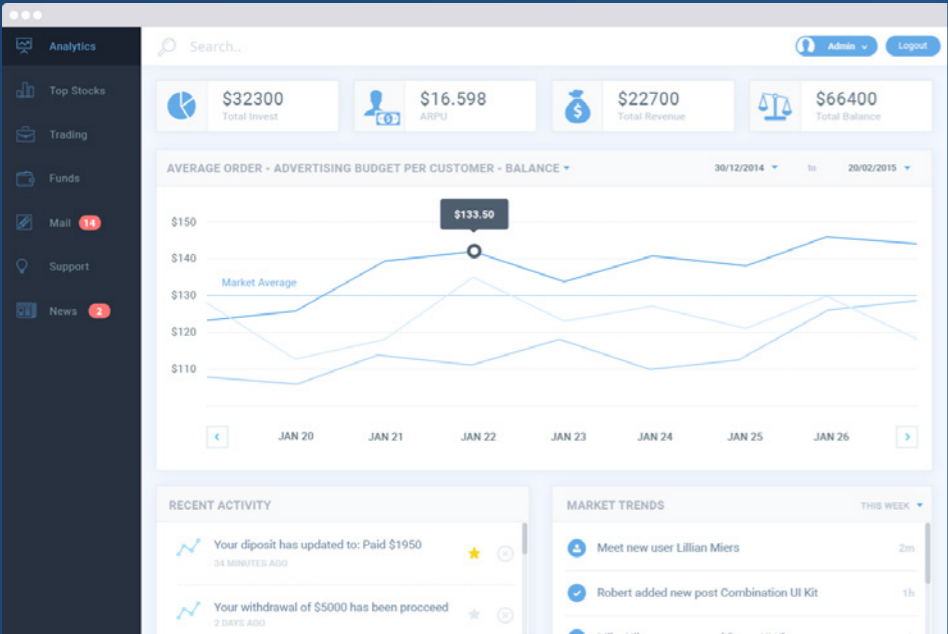 Analytics
Top Stocks
Trading
Funds
Mail 14
Support
News 2
Search..
Admin
Logout
$32300
Total Invest
$16.598
ARPU
$22700
Total Revenue
$66400
Total Balance
AVERAGE ORDER - ADVERTISING BUDGET PER CUSTOMER - BALANCE
30/12/2014 to 20/02/2015
$133.50
$150
$140
Market Average
$130
$120
$110
JAN 20 JAN 21 JAN 22 JAN 23 JAN 24 JAN 25 JAN 26
RECENT ACTIVITY
Your diposit has updated to: Paid $1950
34 MINUTES AGO
Your withdrawal of $5000 has been procceed
2 DAYS AGO
MARKET TRENDS
THIS WEEK
Meet new user Lillian Miers
2m
Robert added new post Combination UI Kit
1h